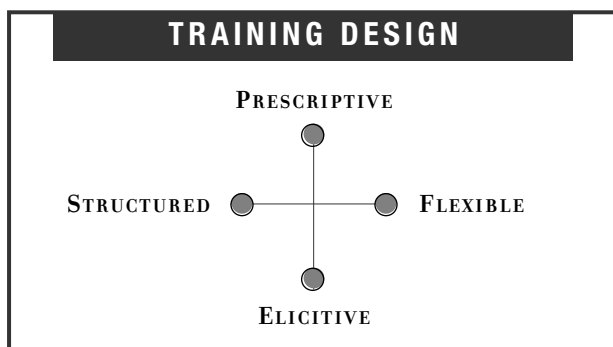 TRAINING DESIGN
PRESCRIPTIVE
STRUCTURED FLEXIBLE
ELICITIVE